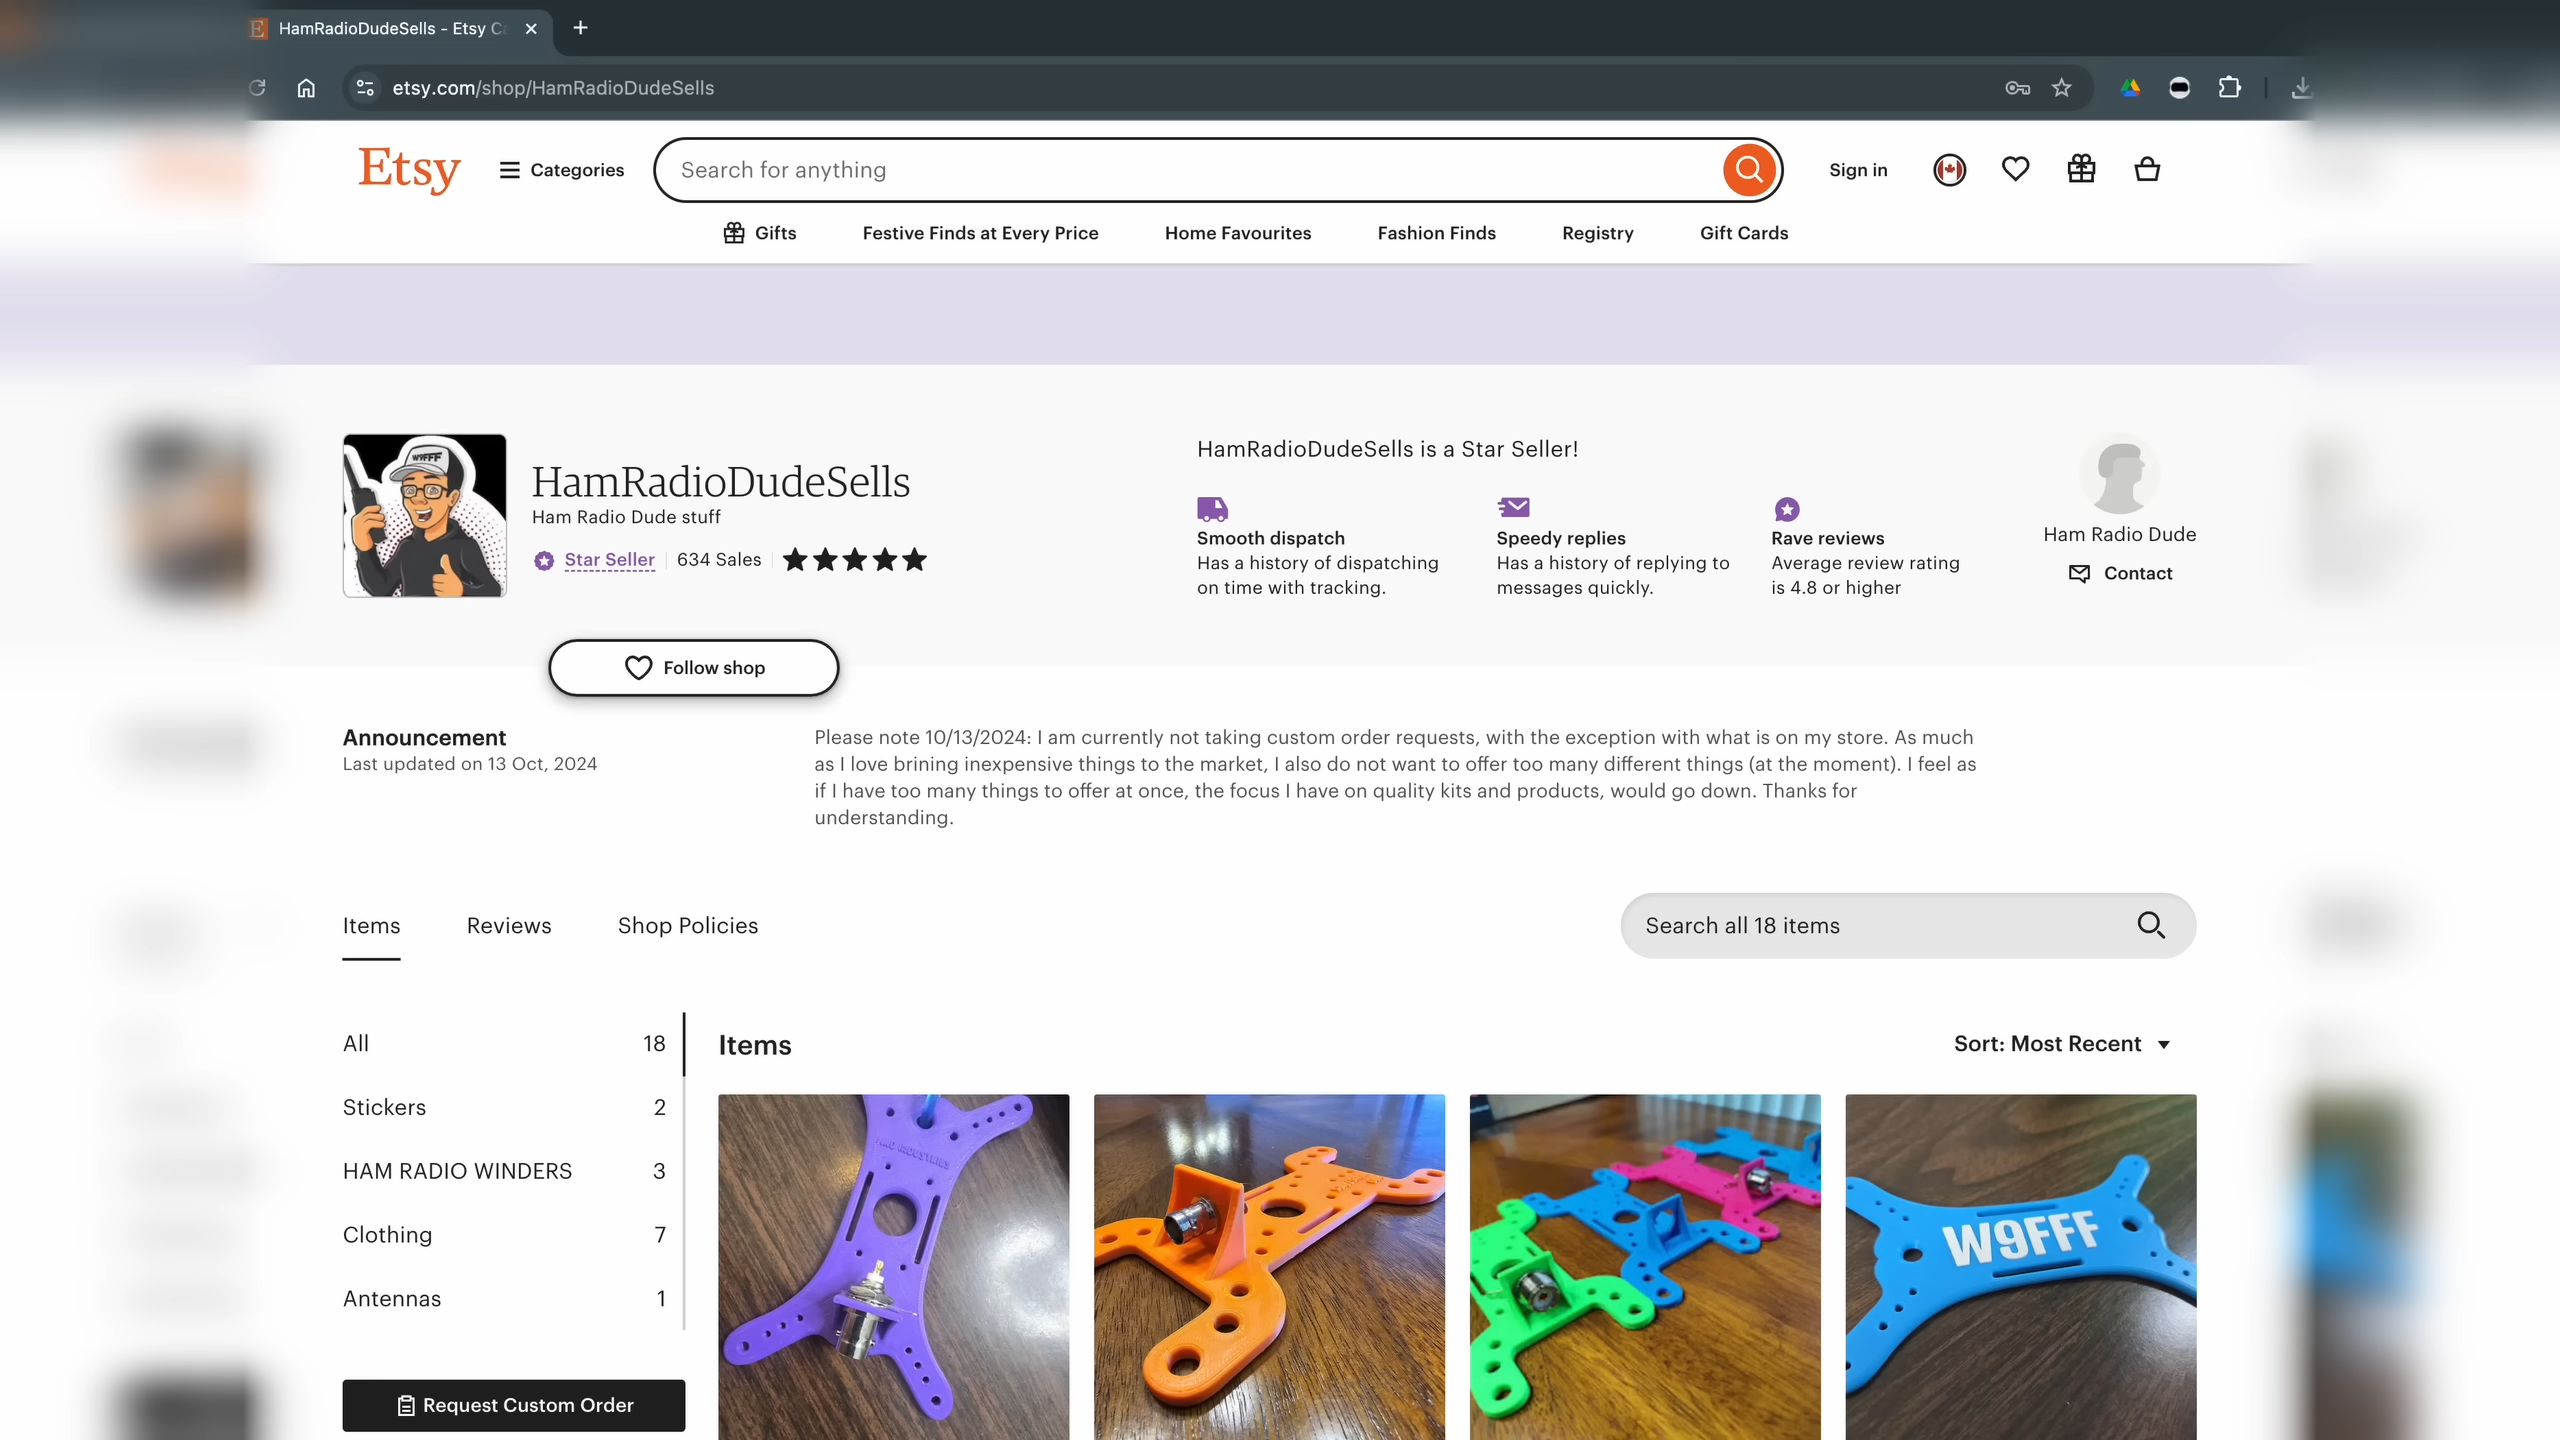 HamRadioDudeSells - Etsy C
etsy.com/shop/HamRadioDudeSells
Etsy
Categories
Search for anything
Sign in
Gifts
Festive Finds at Every Price
Home Favourites
Fashion Finds
Registry
Gift Cards
W9FFF
HamRadioDudeSells
Ham Radio Dude stuff
Star Seller
634 Sales
HamRadioDudeSells is a Star Seller!
Smooth dispatch
Has a history of dispatching
on time with tracking.
Speedy replies
Has a history of replying to
messages quickly.
Rave reviews
Average review rating
is 4.8 or higher
Ham Radio Dude
Contact
Follow shop
Announcement
Last updated on 13 Oct, 2024
Please note 10/13/2024: I am currently not taking custom order requests, with the exception with what is on my store. As much
as I love brining inexpensive things to the market, I also do not want to offer too many different things (at the moment). I feel as
if I have too many things to offer at once, the focus I have on quality kits and products, would go down. Thanks for
understanding.
Items
Reviews
Shop Policies
Search all 18 items
All 18
Stickers 2
HAM RADIO WINDERS 3
Clothing 7
Antennas 1
Request Custom Order
Items
Sort: Most Recent
INDUSTRIES
W9FFF